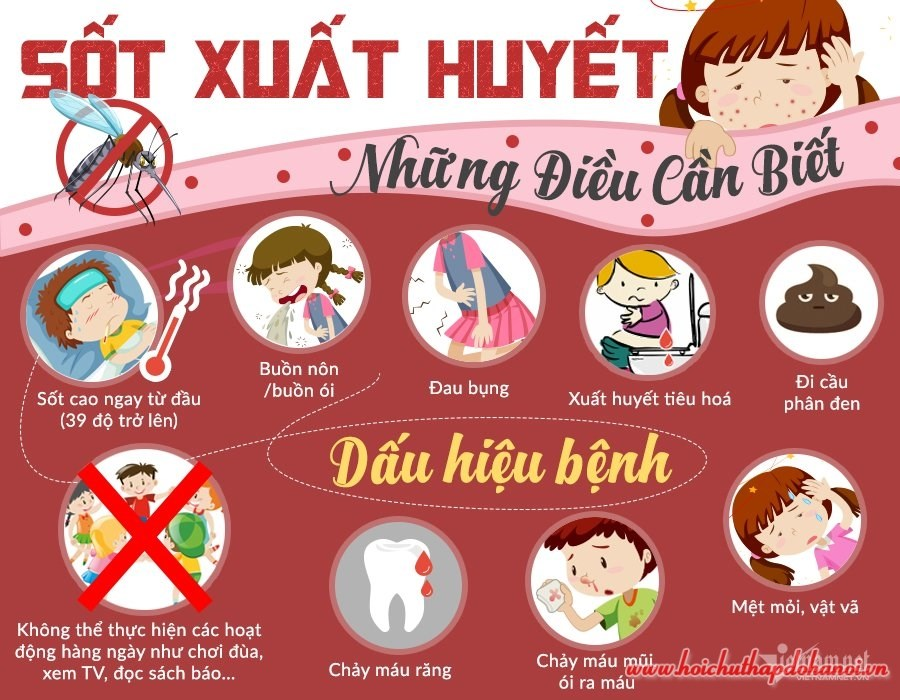 SỐT XUẤT HUYẾT
Những Điều Cần Biết
Sốt cao ngay từ đầu
(39 độ trở lên)
Buồn nôn
/buồn ói
Đau bụng
Xuất huyết tiêu hoá
Đi cầu
phân đen
Dấu hiệu bệnh
Không thể thực hiện các hoạt
động hàng ngày như chơi đùa,
xem TV, đọc sách báo...
Chảy máu răng
Chảy máu mũi
ói ra máu
Mệt mỏi, vật vã
www.hoichuthapdohanoi.vn
VIETNAMNET.VN